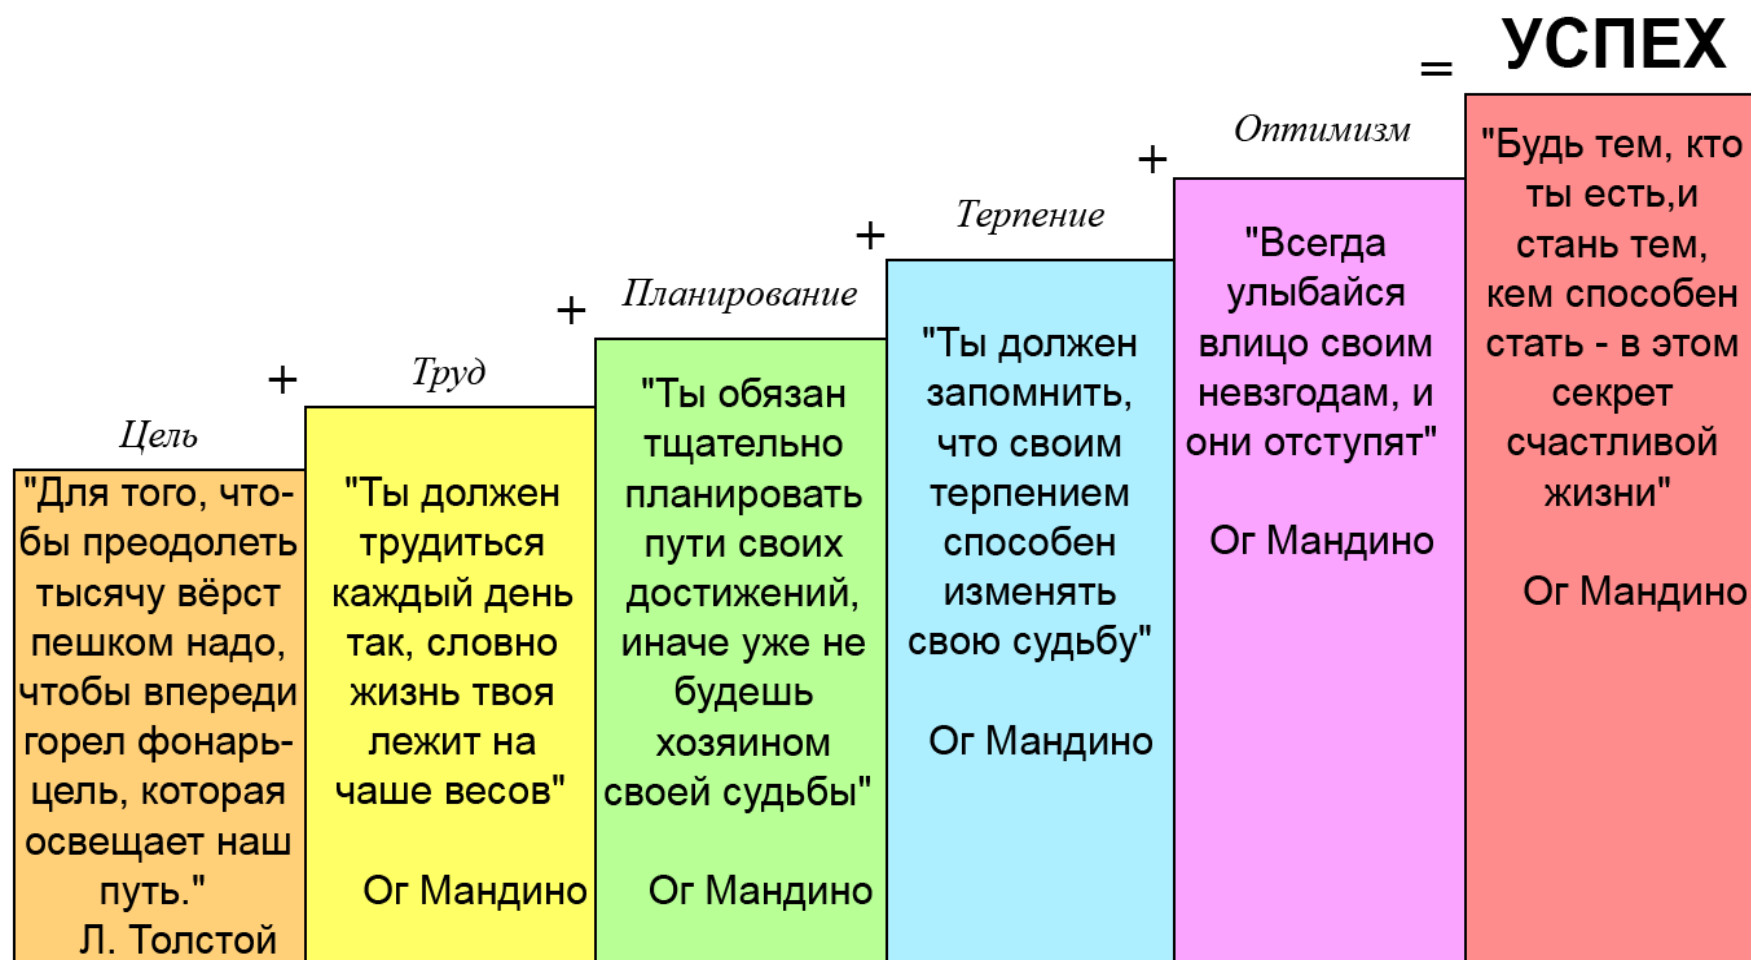 Цель
"Для того, что-
бы преодолеть
тысячу вёрст
пешком надо,
чтобы впереди
горел фонарь-
цель, которая
освещает наш
путь."
Л. Толстой
+
Труд
"Ты должен
трудиться
каждый день
так, словно
жизнь твоя
лежит на
чаше весов"
Ог Мандино
+
Планирование
"Ты обязан
тщательно
планировать
пути своих
достижений,
иначе уже не
будешь
хозяином
своей судьбы"
Ог Мандино
+
Терпение
"Ты должен
запомнить,
что своим
терпением
способен
изменять
свою судьбу"
Ог Мандино
+
Оптимизм
"Всегда
улыбайся
влицо своим
невзгодам, и
они отступят"
Ог Мандино
=
УСПЕХ
"Будь тем, кто
ты есть,и
стань тем,
кем способен
стать - в этом
секрет
счастливой
жизни"
Ог Мандино